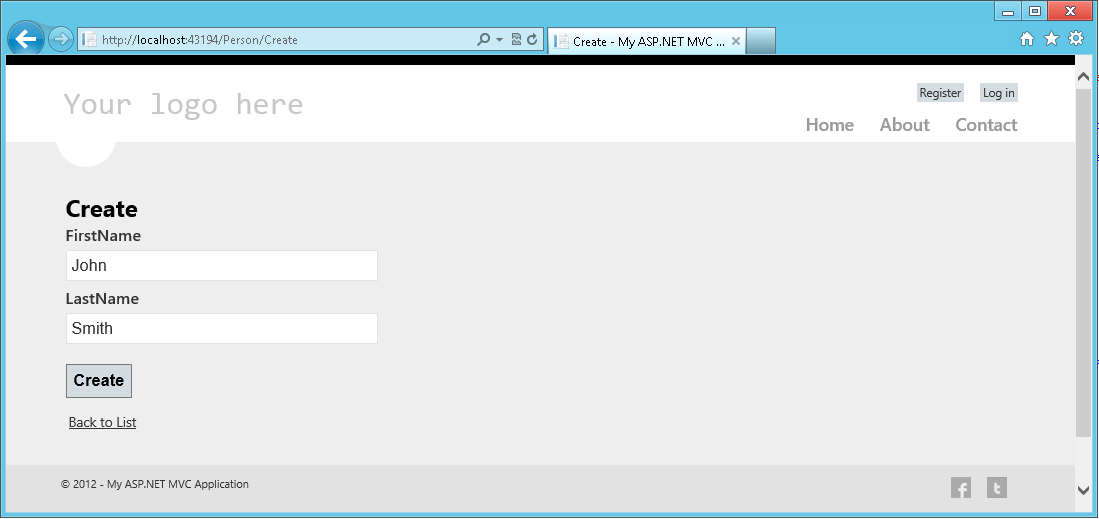 http://localhost:43194/Person/Create
Create - My ASP.NET MVC ...
Your logo here
Register
Log in
Home
About
Contact
Create
FirstName
John
LastName
Smith
Create
Back to List
© 2012 - My ASP.NET MVC Application